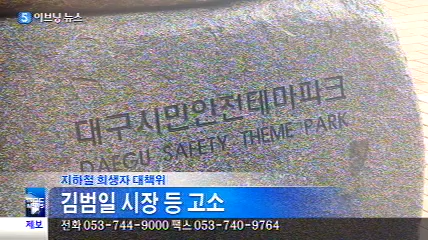 5 이브닝 뉴스
대구시민안전테마파크
DAEGU SAFETY THEME PARK
지하철 희생자 대책위
김범일 시장 등 고소
제보 전화 053-744-9000 팩스 053-740-9764